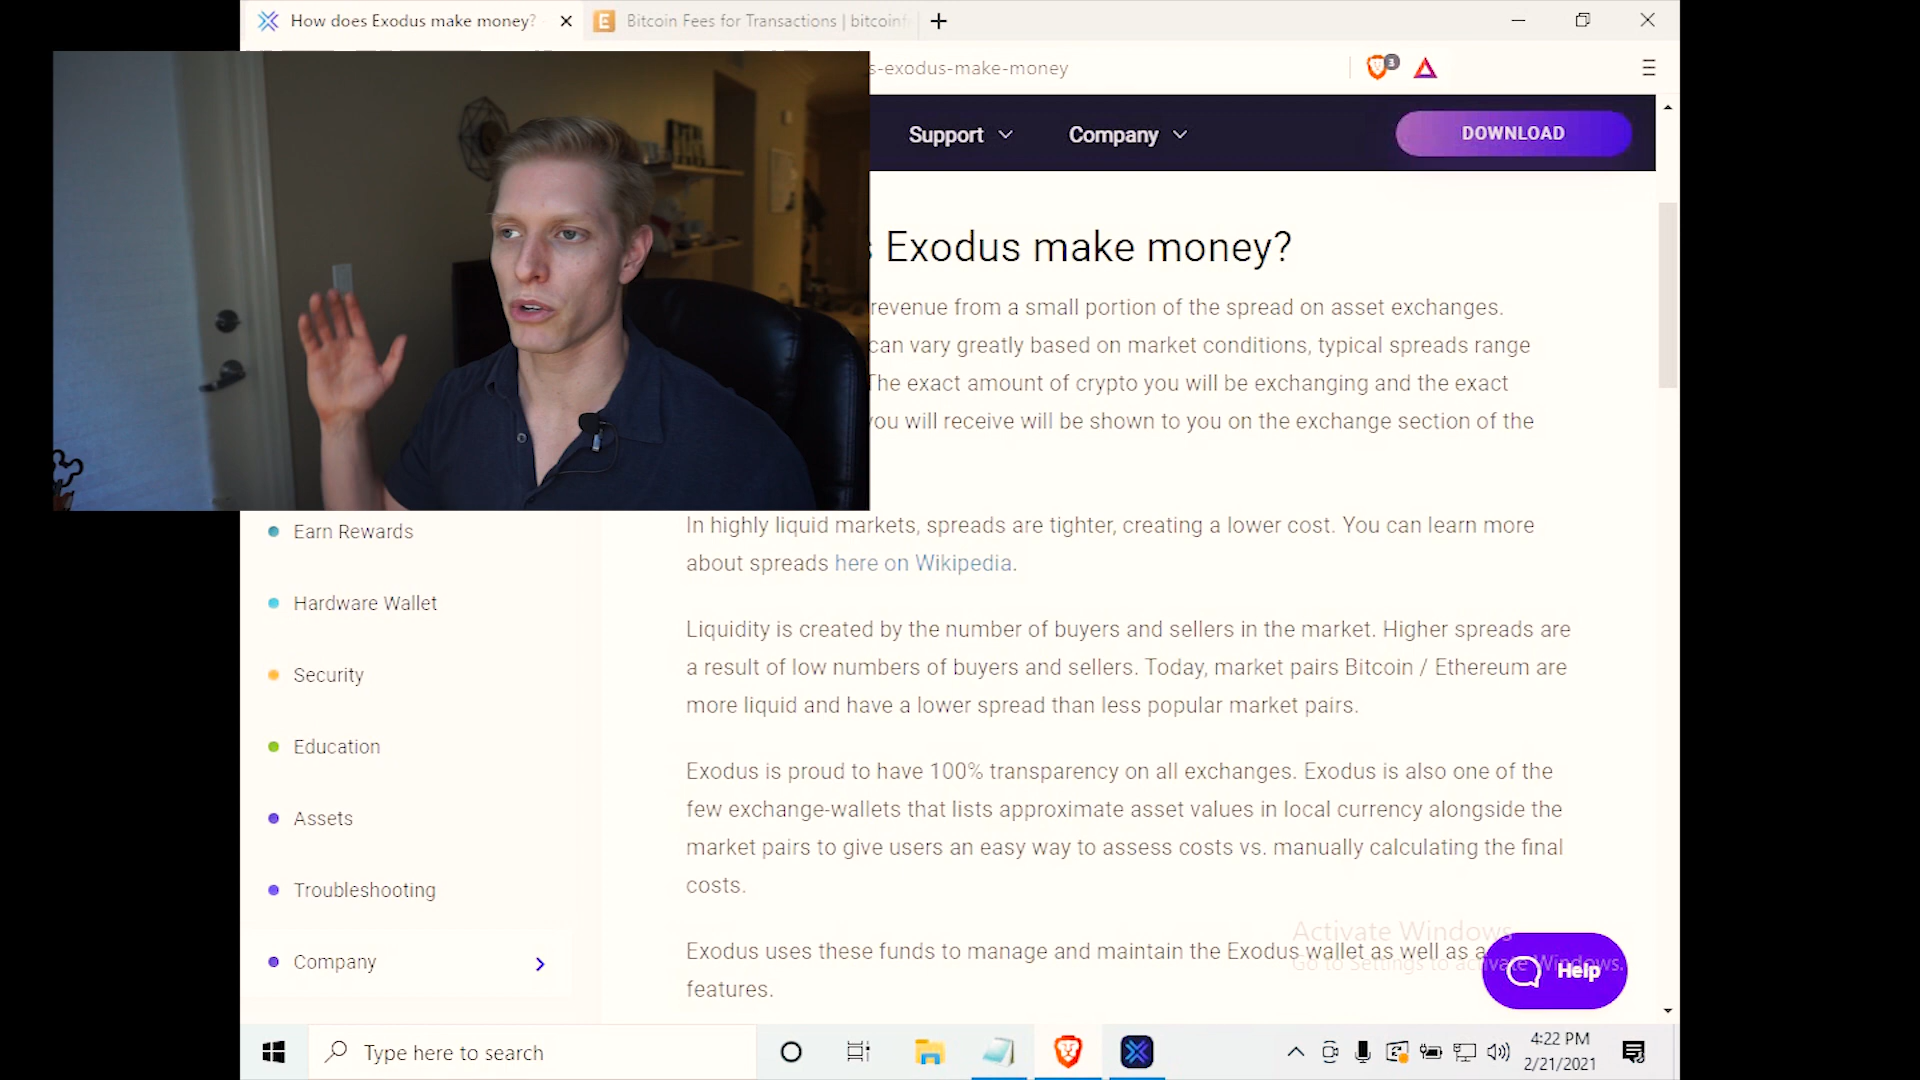 How does Exodus make money?
Bitcoin Fees for Transactions | bitcoinf
s-exodus-make-money
3
Support
Company
DOWNLOAD
s Exodus make money?
revenue from a small portion of the spread on asset exchanges.
can vary greatly based on market conditions, typical spreads range
The exact amount of crypto you will be exchanging and the exact
you will receive will be shown to you on the exchange section of the
In highly liquid markets, spreads are tighter, creating a lower cost. You can learn more
about spreads here on Wikipedia.
Liquidity is created by the number of buyers and sellers in the market. Higher spreads are
a result of low numbers of buyers and sellers. Today, market pairs Bitcoin / Ethereum are
more liquid and have a lower spread than less popular market pairs.
Exodus is proud to have 100% transparency on all exchanges. Exodus is also one of the
few exchange-wallets that lists approximate asset values in local currency alongside the
market pairs to give users an easy way to assess costs vs. manually calculating the final
costs.
Exodus uses these funds to manage and maintain the Exodus wallet as well as a
features.
Earn Rewards
Hardware Wallet
Security
Education
Assets
Troubleshooting
Company
Activate Windows
Go to Settings to activate Windows.
Help
Type here to search
4:22 PM
2/21/2021